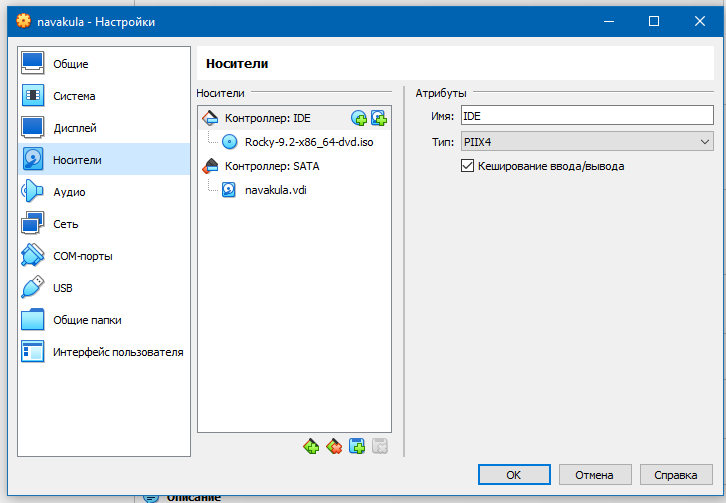 navakula - Настройки
Общие
Система
Дисплей
Носители
Аудио
Сеть
COM-порты
USB
Общие папки
Интерфейс пользователя
Носители
Носители
Контроллер: IDE
Rocky-9.2-x86_64-dvd.iso
Контроллер: SATA
navakula.vdi
Атрибуты
Имя: IDE
Тип: PIIX4
Кеширование ввода/вывода
OK Отмена Справка
Описание